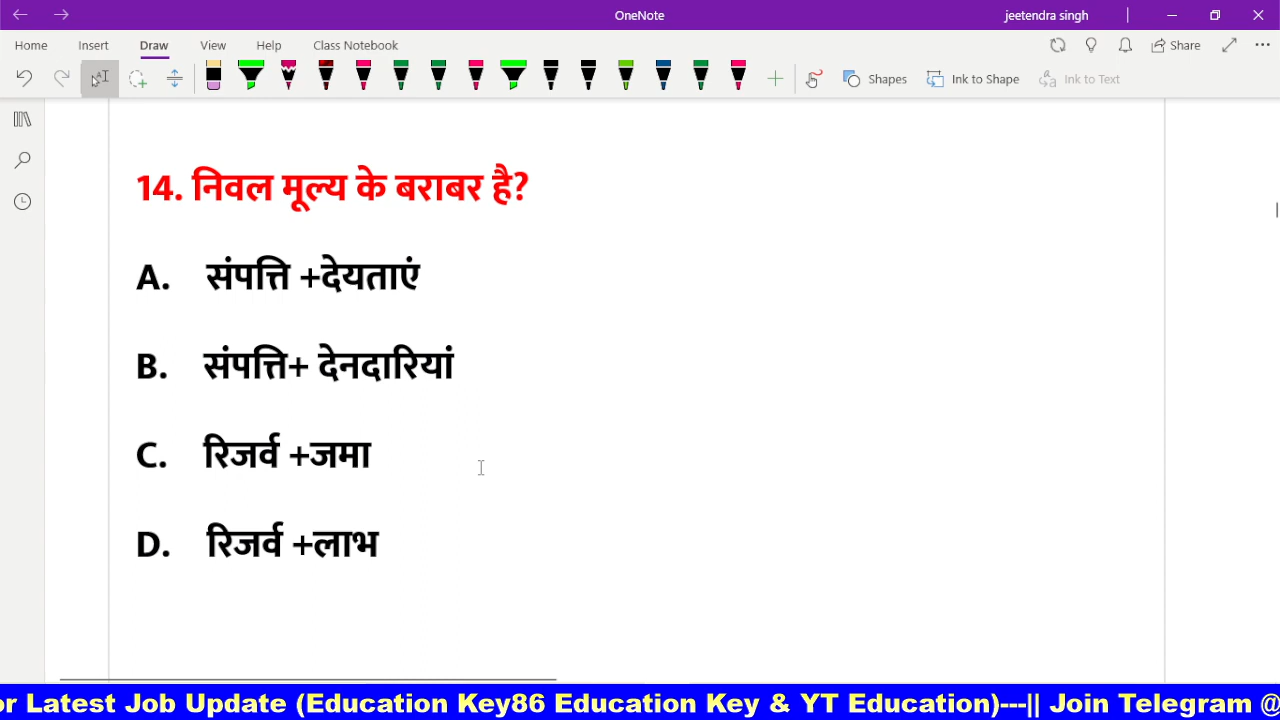 OneNote
jeetendra singh
Home Insert Draw View Help Class Notebook
Share
Shapes Ink to Shape Ink to Text
14. निवल मूल्य के बराबर है?
A. संपत्ति +देयताएं
B. संपत्ति+ देनदारियां
C. रिजर्व +जमा
D. रिजर्व +लाभ
or Latest Job Update (Education Key86 Education Key & YT Education)---|| Join Telegram @